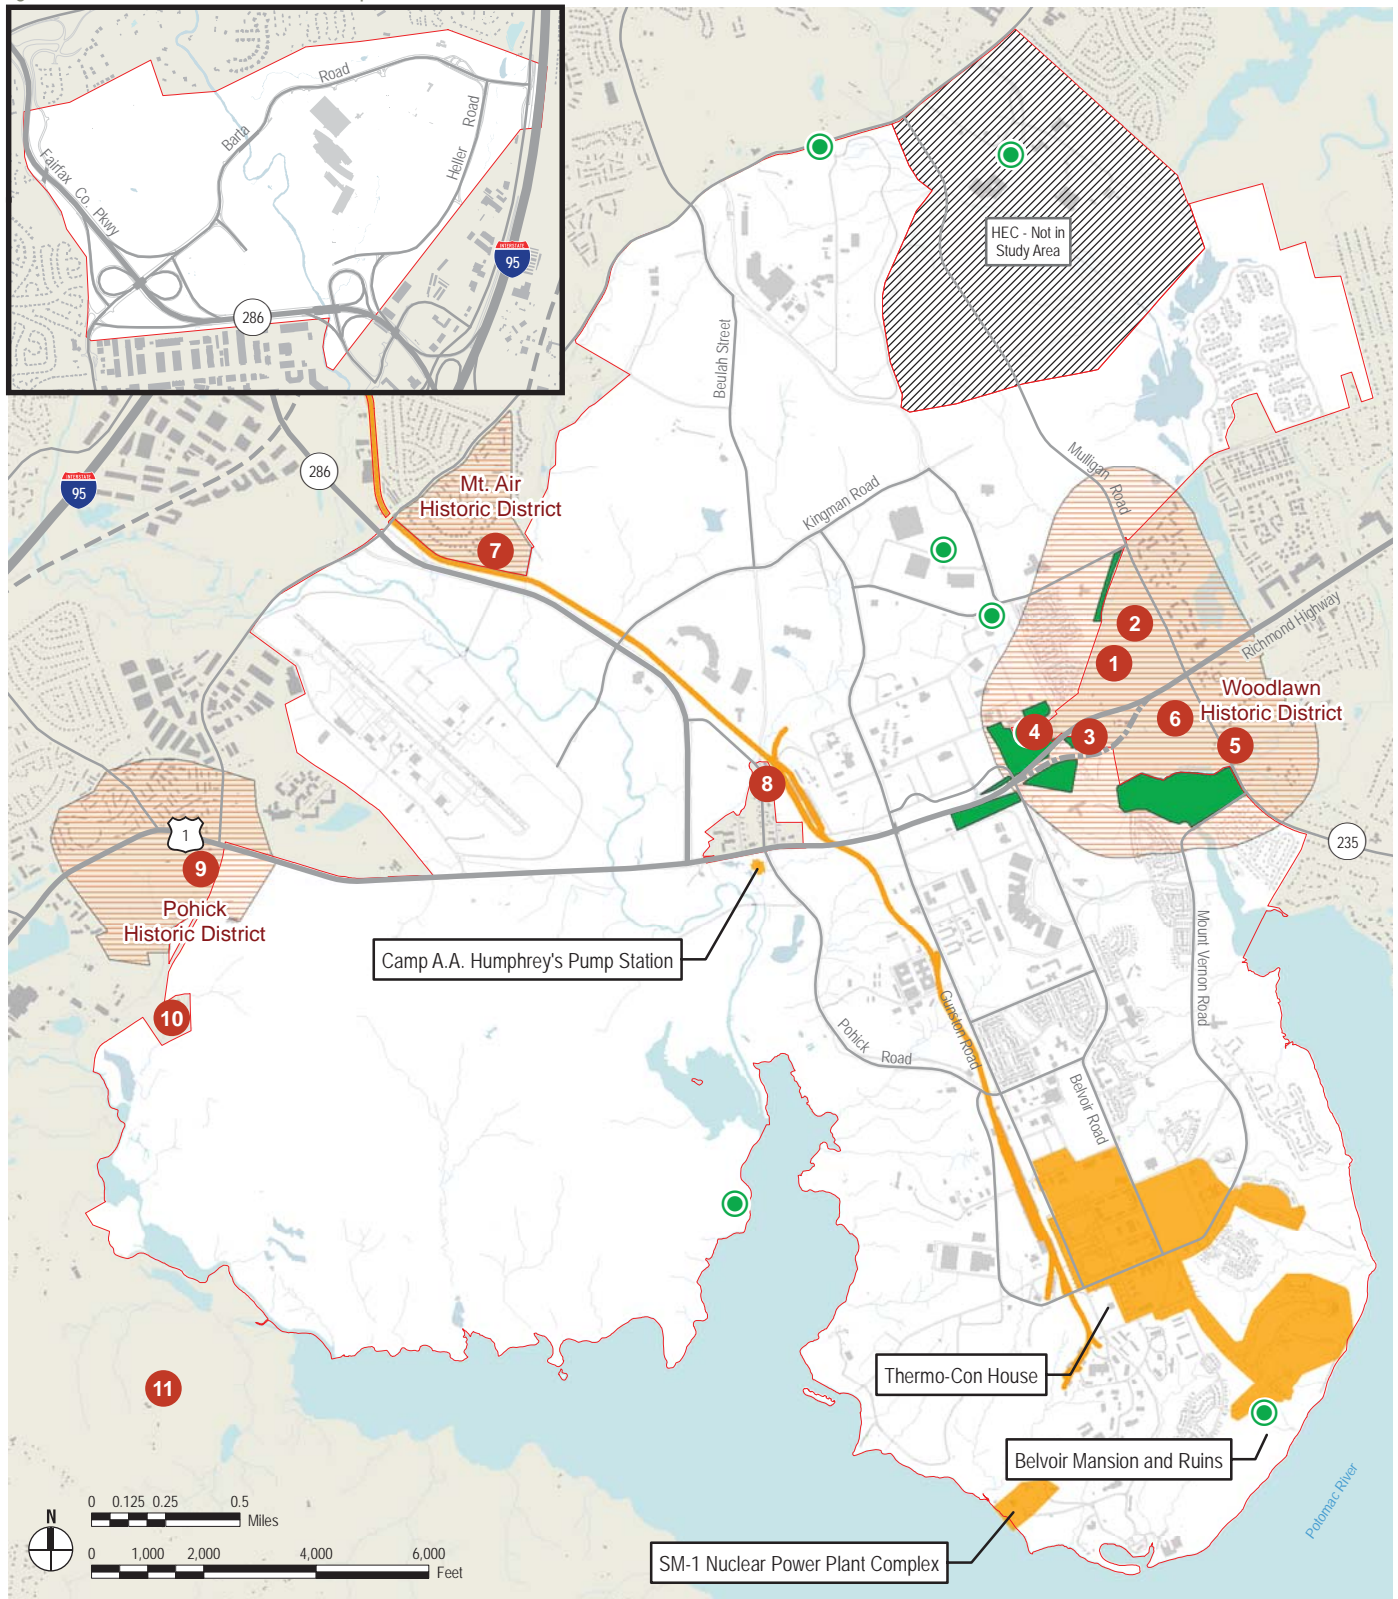 Barta
Road
Heller Road
Fairfax Co. Pkwy
INTERSTATE
95
286
HEC - Not in
Study Area
Beulah Street
INTERSTATE
95
286
Mt. Air
Historic District
7
Kingman Road
Mulligan Road
Richmond Highway
2
1
Woodlawn
Historic District
6
4
3
5
8
1
9
235
Pohick
Historic District
Camp A.A. Humphrey's Pump Station
Mount Vernon Road
10
Gunston Road
Pohick Road
Belvoir Road
Thermo-Con House
11
Belvoir Mansion and Ruins
Potomac River
N
0 0.125 0.25 0.5
Miles
0 1,000 2,000 4,000 6,000
Feet
SM-1 Nuclear Power Plant Complex